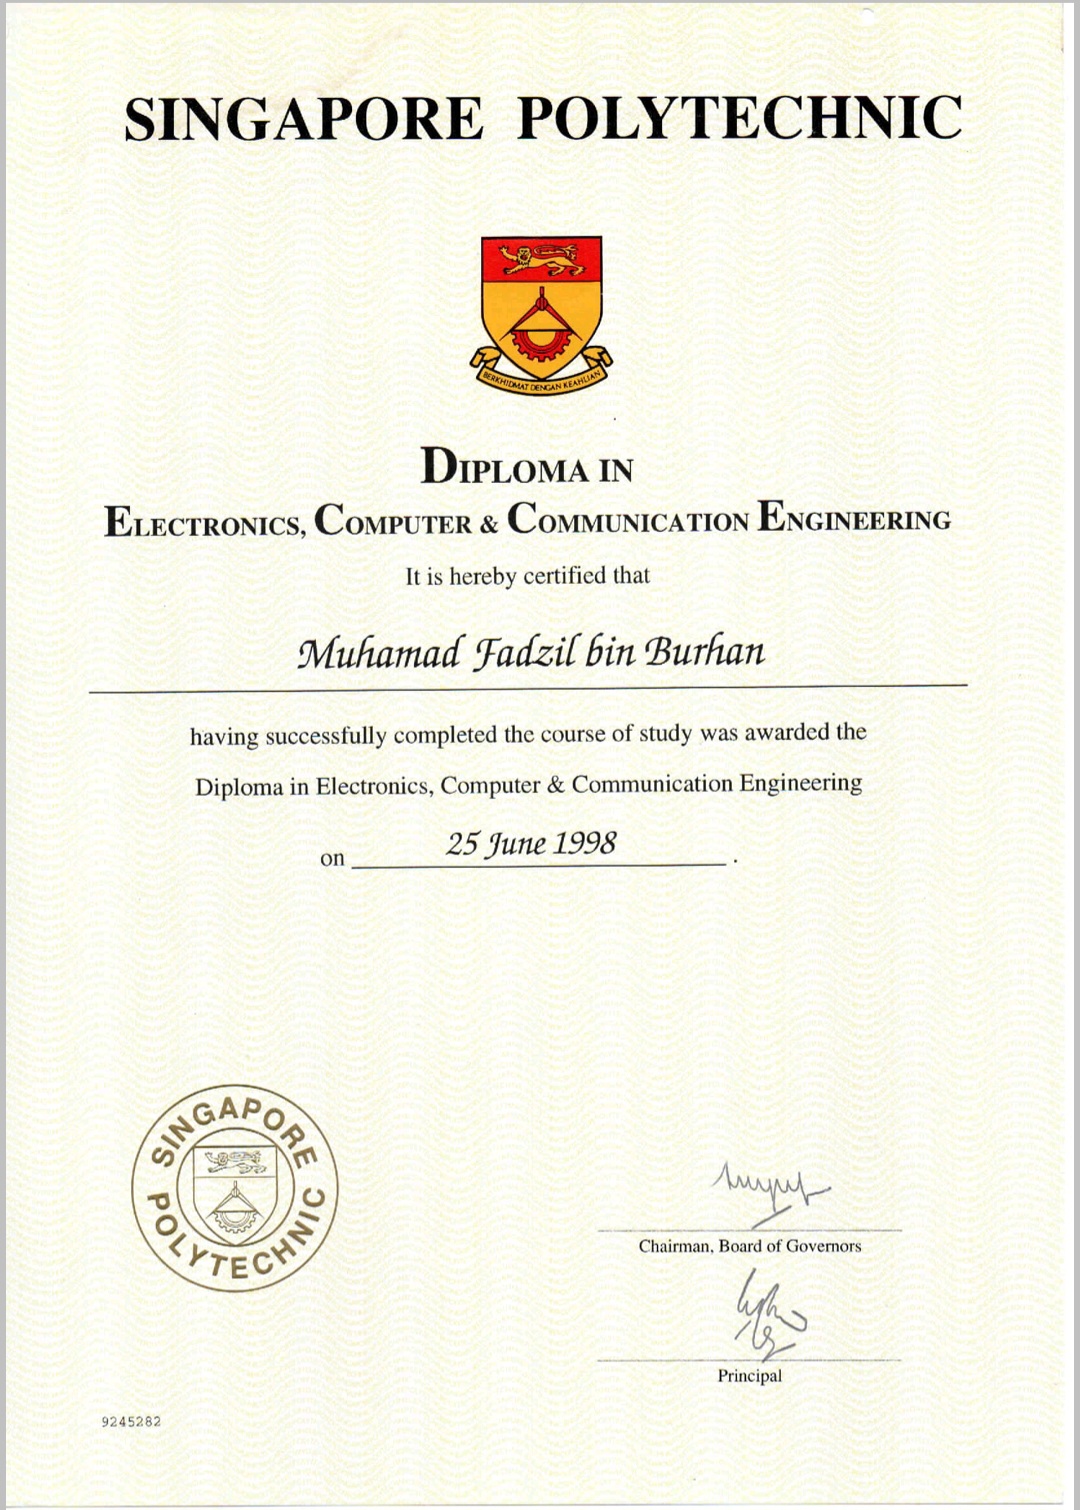 SINGAPORE POLYTECHNIC
BERKHIDMAT DENGAN KEAHLIAN
DIPLOMA IN
ELECTRONICS, COMPUTER & COMMUNICATION ENGINEERING
It is hereby certified that
Muhamad Fadzil bin Burhan
having successfully completed the course of study was awarded the
Diploma in Electronics, Computer & Communication Engineering
on 25 June 1998 .
SINGAPORE POLYTECHNIC
Chairman, Board of Governors
Principal
9245282